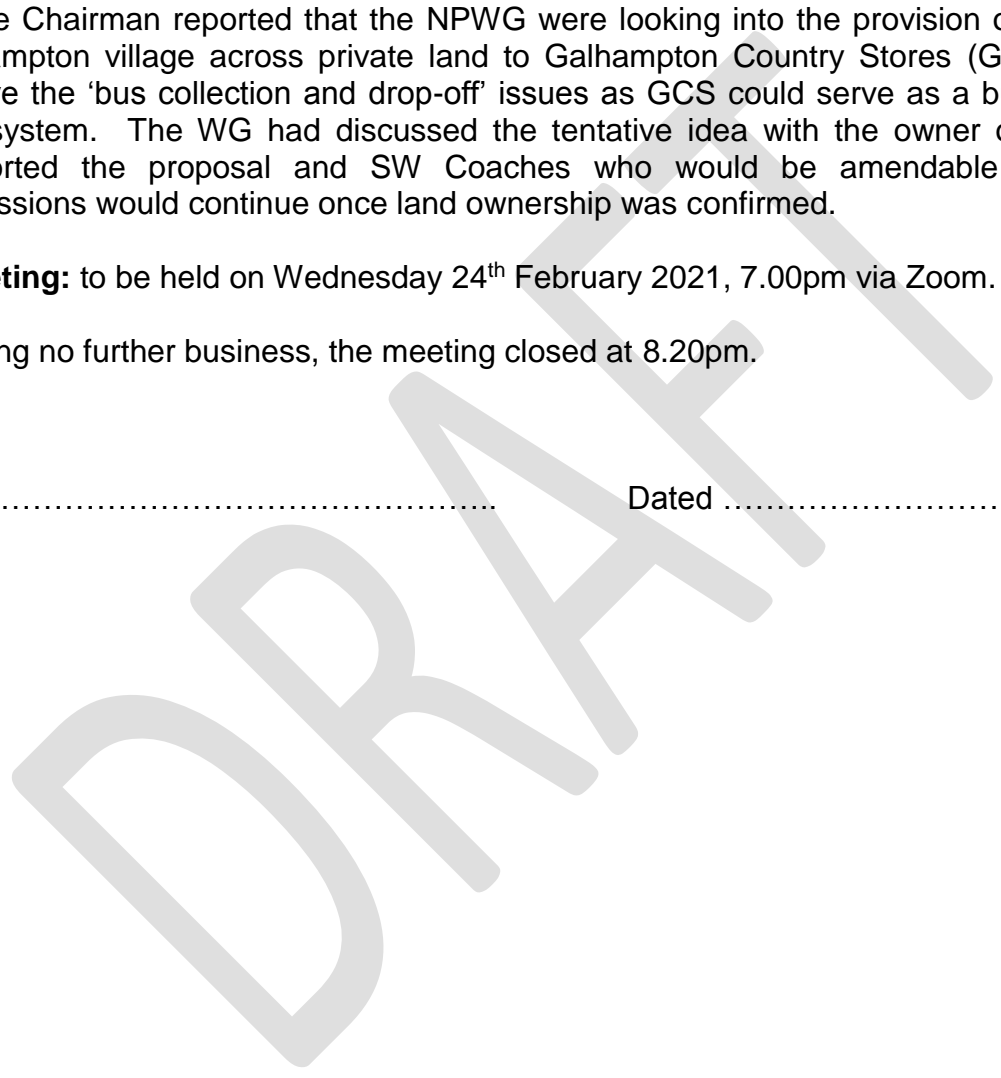 e Chairman reported that the NPWG were looking into the provision
ampton village across private land to Galhampton Country Stores (G
e the ‘bus collection and drop-off’ issues as GCS could serve as a b
system. The WG had discussed the tentative idea with the owner
orted the proposal and SW Coaches who would be amendable
ssions would continue once land ownership was confirmed.
eting: to be held on Wednesday 24th February 2021, 7.00pm via Zoom.
ng no further business, the meeting closed at 8.20pm.
……………………………………………….. Dated …………………………
DRAFT